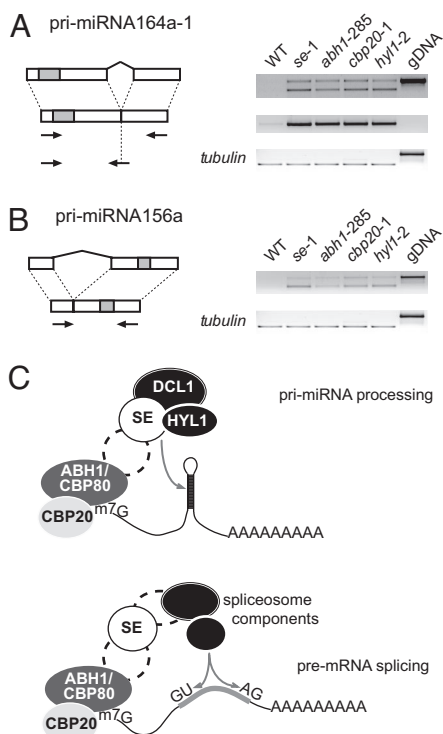 A
pri-miRNA164a-1
WT se-1 abh1-285 cbp20-1 hyl1-2 gDNA
tubulin
B
pri-miRNA156a
WT se-1 abh1-285 cbp20-1 hyl1-2 gDNA
tubulin
C
DCL1
SE
HYL1
pri-miRNA processing
ABH1/
CBP80
CBP20
m7G
AAAAAAAAA
SE
spliceosome
components
pre-mRNA splicing
ABH1/
CBP80
GU
AG
CBP20
m7G
AAAAAAAAA